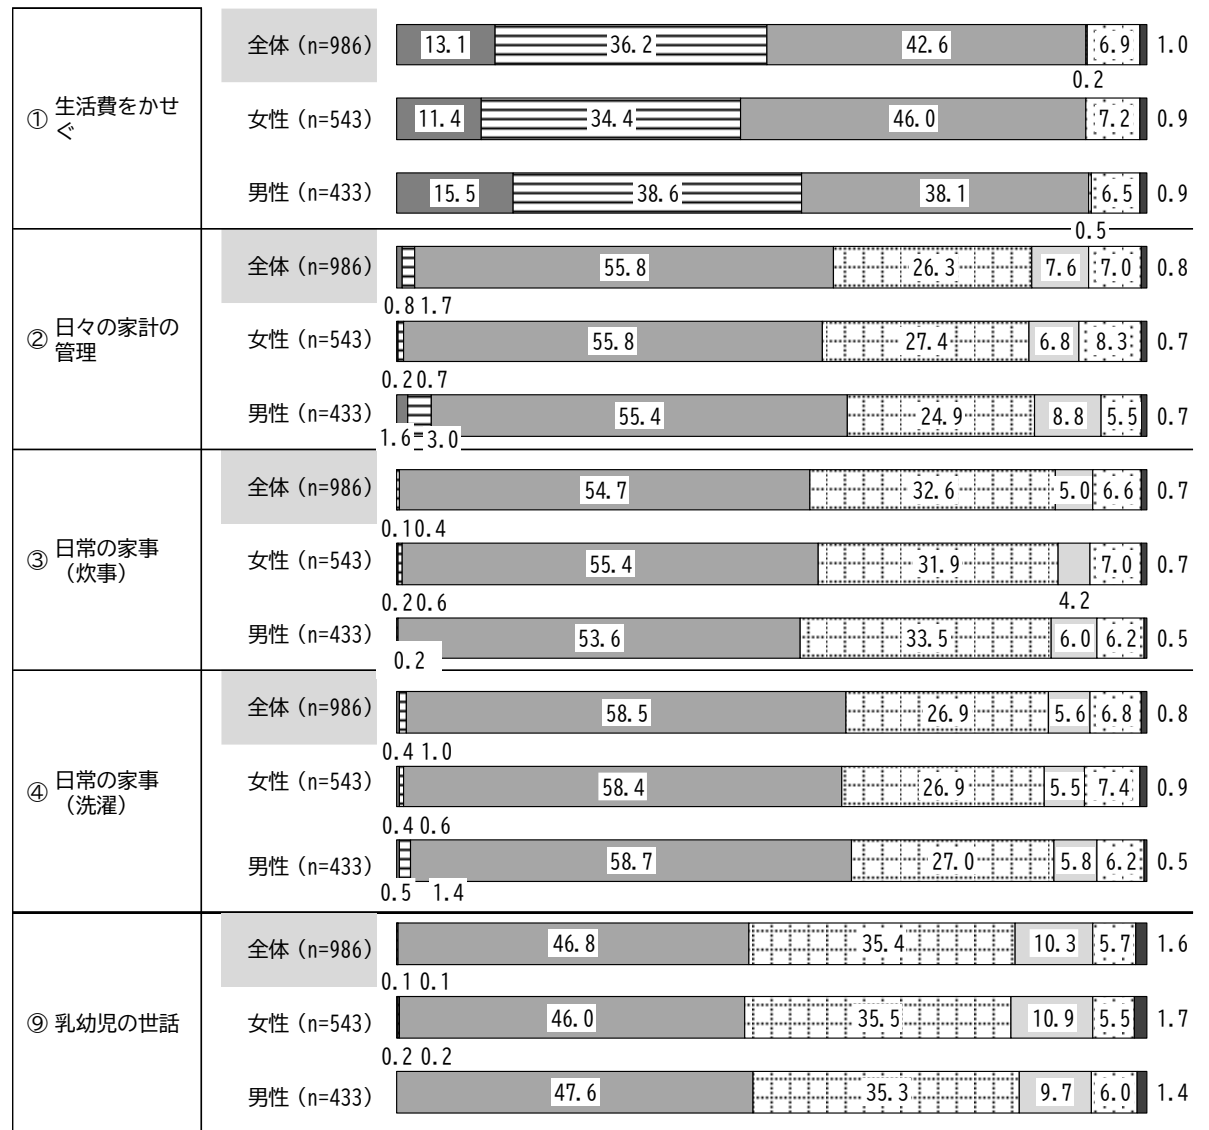 全体 (n=986) 13.1 36.2 42.6 6.9 1.0
0.2
① 生活費をかせぐ
女性 (n=543) 11.4 34.4 46.0 7.2 0.9
男性 (n=433) 15.5 38.6 38.1 6.5 0.9
0.5
全体 (n=986) 55.8 26.3 7.6 7.0 0.8
0.8 1.7
② 日々の家計の
管理
女性 (n=543) 55.8 27.4 6.8 8.3 0.7
0.2 0.7
男性 (n=433) 55.4 24.9 8.8 5.5 0.7
1.6 3.0
全体 (n=986) 54.7 32.6 5.0 6.6 0.7
0.1 0.4
③ 日常の家事
（炊事）
女性 (n=543) 55.4 31.9 7.0 0.7
0.2 0.6 4.2
男性 (n=433) 53.6 33.5 6.0 6.2 0.5
0.2
全体 (n=986) 58.5 26.9 5.6 6.8 0.8
0.4 1.0
④ 日常の家事
（洗濯）
女性 (n=543) 58.4 26.9 5.5 7.4 0.9
0.4 0.6
男性 (n=433) 58.7 27.0 5.8 6.2 0.5
0.5 1.4
全体 (n=986) 46.8 35.4 10.3 5.7 1.6
0.1 0.1
⑨ 乳幼児の世話
女性 (n=543) 46.0 35.5 10.9 5.5 1.7
0.2 0.2
男性 (n=433) 47.6 35.3 9.7 6.0 1.4